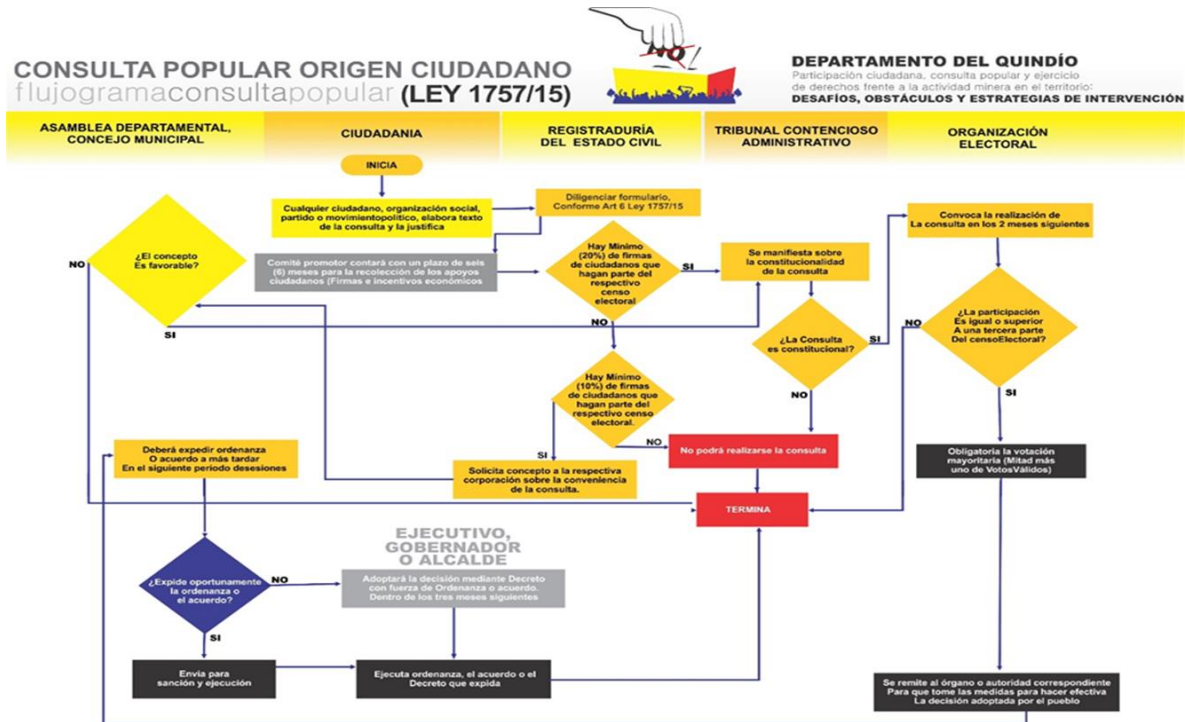 CONSULTA POPULAR ORIGEN CIUDADANO
flujogramaconsultapopular (LEY 1757/15)
NO!
DEPARTAMENTO DEL QUINDÍO
Participación ciudadana, consulta popular y ejercicio
de derechos frente a la actividad minera en el territorio:
DESAFÍOS, OBSTÁCULOS Y ESTRATEGIAS DE INTERVENCIÓN
ASAMBLEA DEPARTAMENTAL,
CONCEJO MUNICIPAL
CIUDADANIA
REGISTRADURÍA
DEL ESTADO CIVIL
TRIBUNAL CONTENCIOSO
ADMINISTRATIVO
ORGANIZACIÓN
ELECTORAL
INICIA
Cualquier ciudadano, organización social,
partido o movimientopolítico, elabora texto
de la consulta y la justifica
Diligenciar formulario,
Conforme Art 6 Ley 1757/15
Comité promotor contará con un plazo de seis
(6) meses para la recolección de los apoyos
ciudadanos (Firmas e incentivos económicos
Hay Mínimo
(20%) de firmas
de ciudadanos que
hagan parte del
respectivo
censo
electoral
SI
NO
Se manifiesta sobre
la constitucionalidad
de la consulta
Convoca la realización de
La consulta en los 2 meses siguientes
¿El concepto
Es favorable?
NO
SI
¿La Consulta
es constitucional?
SI
NO
¿La participación
Es igual o superior
A una tercera parte
Del censoElectoral?
NO
SI
Hay Mínimo
(10%) de firmas
de ciudadanos que
hagan parte del
respectivo censo
electoral.
SI
NO
No podrá realizarse la consulta
Obligatoria la votación
mayoritaria (Mitad más
uno de VotosVálidos)
Deberá expedir ordenanza
O acuerdo a más tardar
En el siguiente período desesiones
Solicita concepto a la respectiva
corporación sobre la conveniencia
de la consulta.
TERMINA
EJECUTIVO,
GOBERNADOR
O ALCALDE
¿Expide oportunamente
la ordenanza o
el acuerdo?
NO
SI
Adoptará la decisión mediante Decreto
con fuerza de Ordenanza o acuerdo.
Dentro de los tres meses siguientes
Envia para
sanción y ejecución
Ejecuta ordenanza, el acuerdo o el
Decreto que expida
Se remite al órgano o autoridad correspondiente
Para que tome las medidas para hacer efectiva
La decisión adoptada por el pueblo